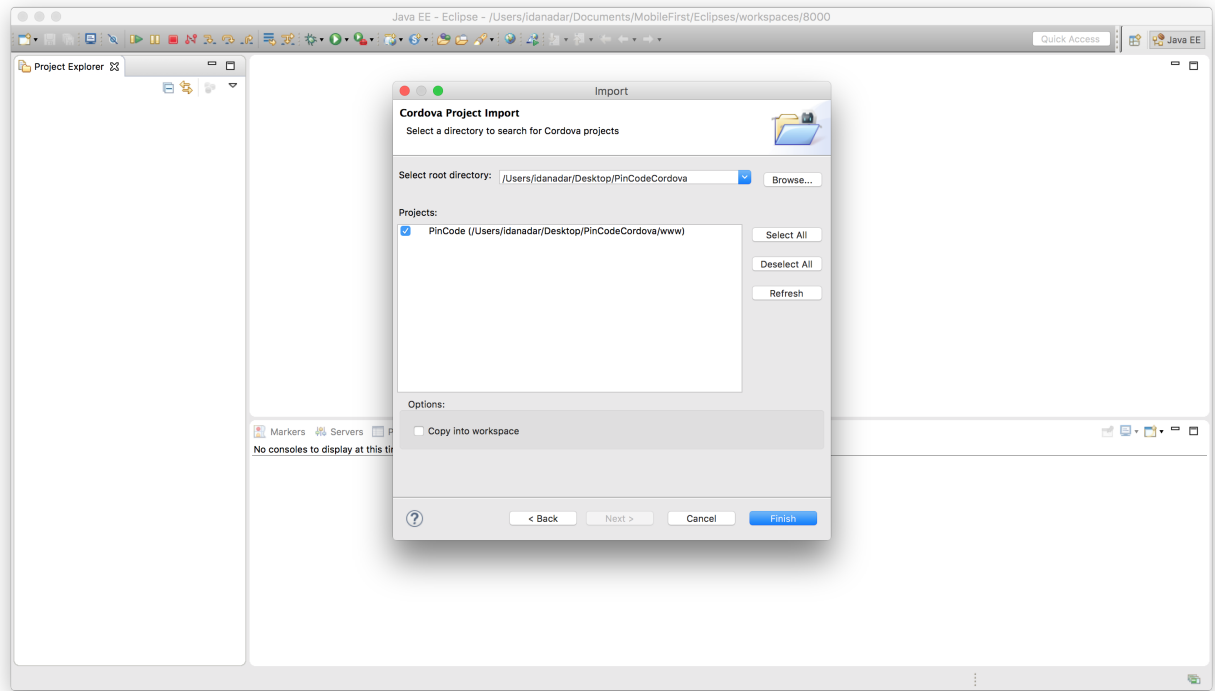 Java EE - Eclipse - /Users/idanadar/Documents/MobileFirst/Eclipses/workspaces/8000
Quick Access
Java EE
Project Explorer
Import
Cordova Project Import
Select a directory to search for Cordova projects
Select root directory: /Users/idanadar/Desktop/PinCodeCordova Browse...
Projects:
PinCode (/Users/idanadar/Desktop/PinCodeCordova/www)
Select All
Deselect All
Refresh
Options:
Copy into workspace
Markers Servers P
No consoles to display at this ti
? < Back Next > Cancel Finish